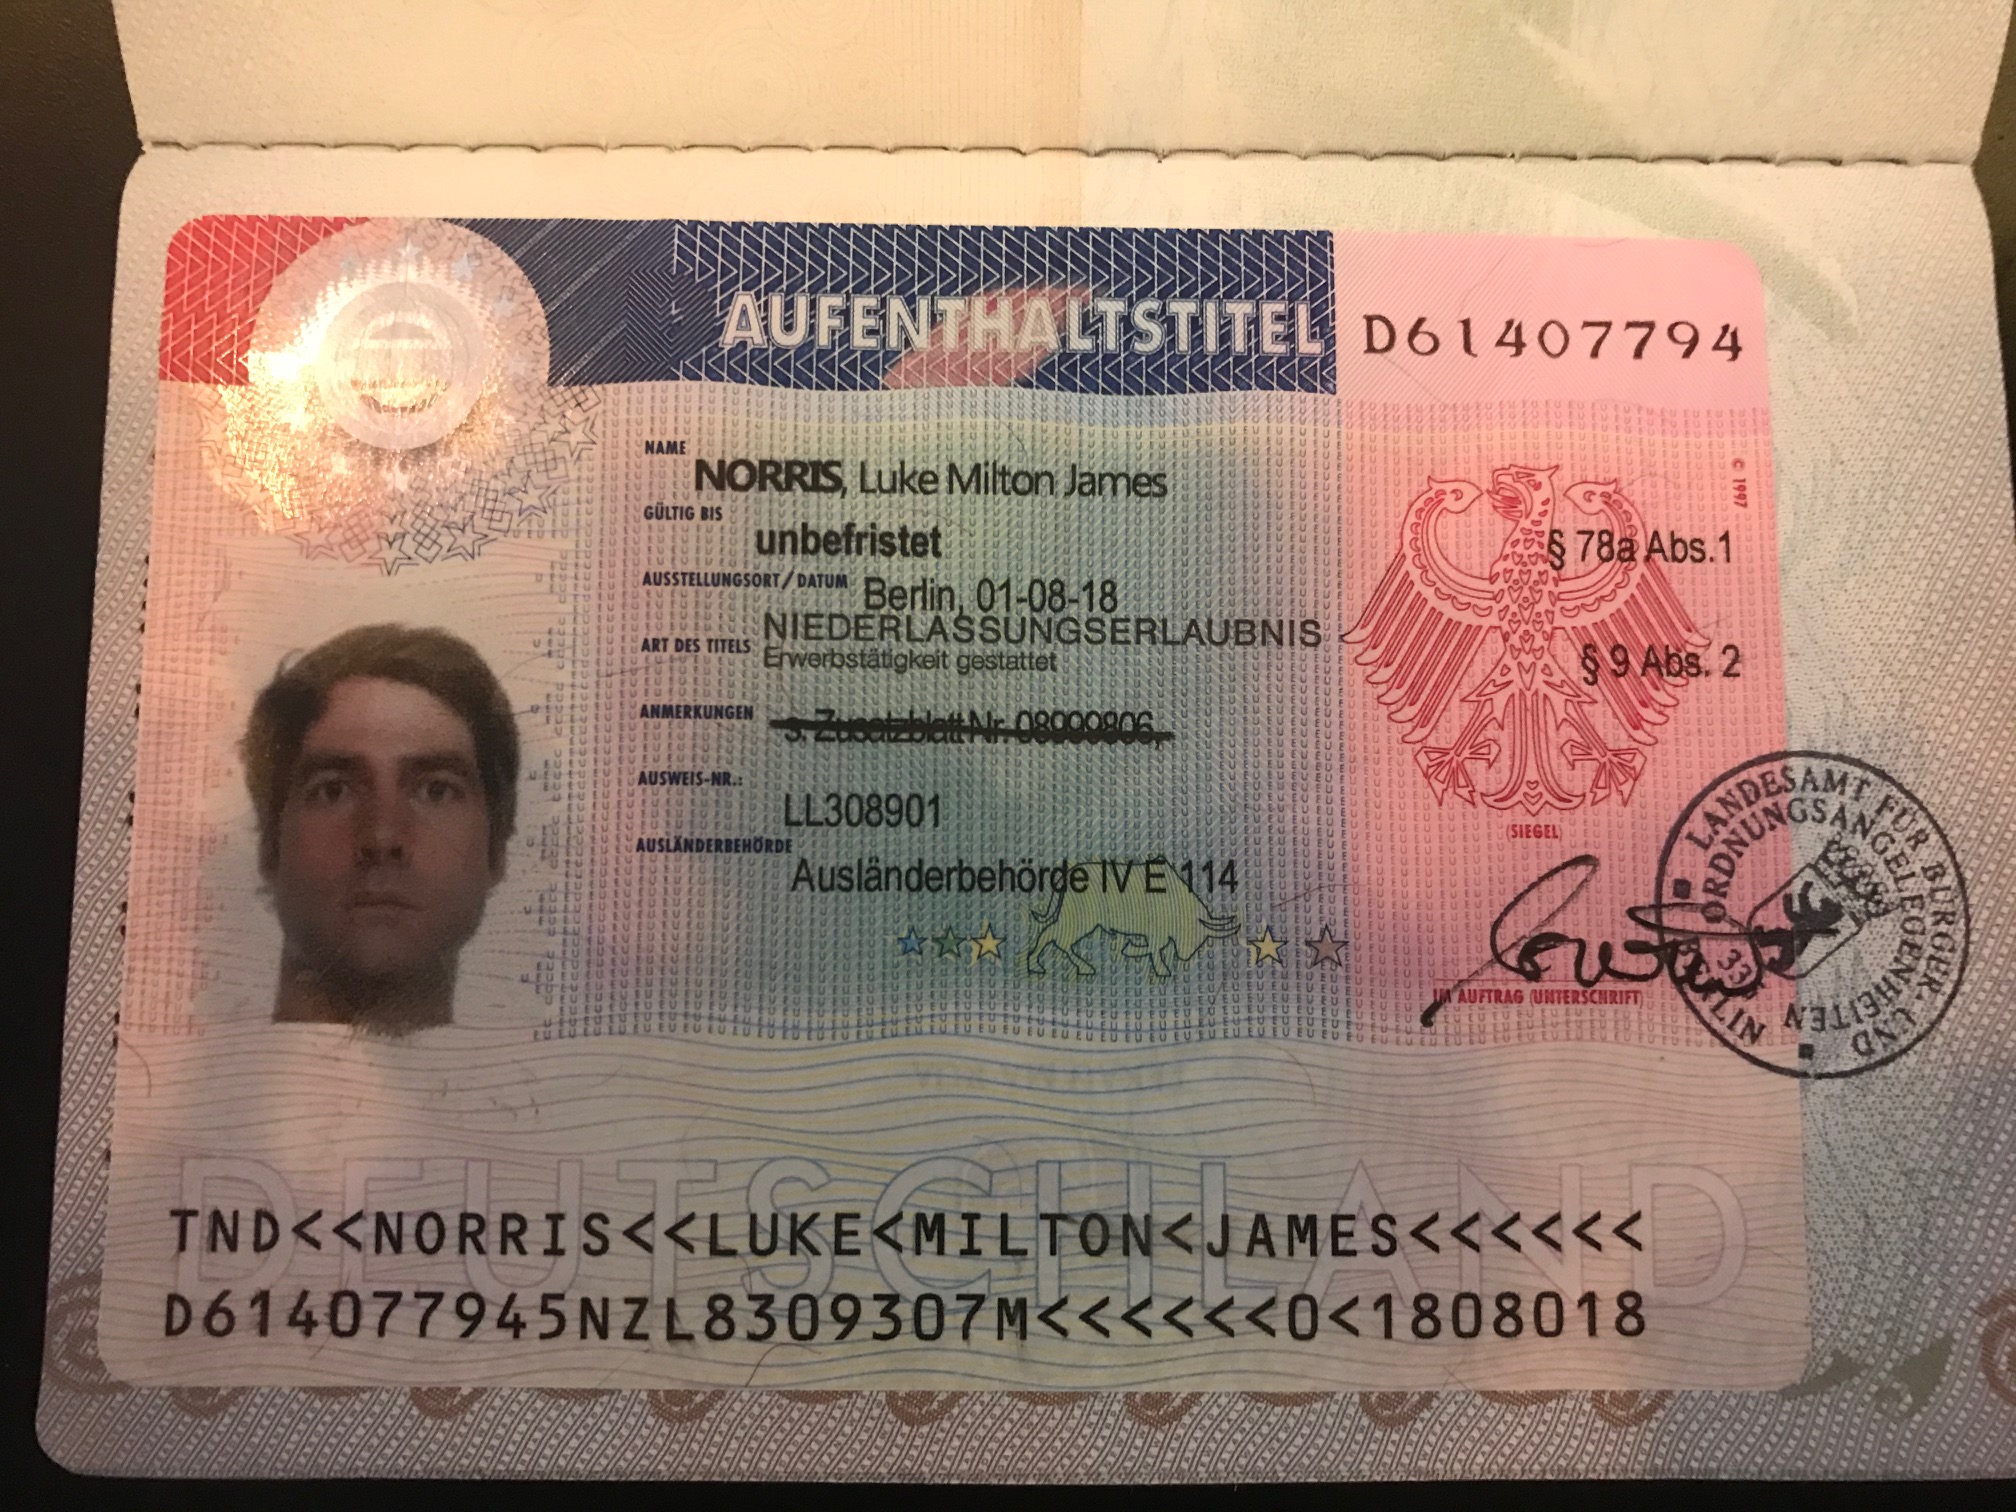 AUFENTHALTSTITEL
D61407794
NAME
NORRIS, Luke Milton James
GÜLTIG BIS
unbefristet
AUSSTELLUNGSORT / DATUM Berlin, 01-08-18
ART DES TITELS NIEDERLASSUNGSERLAUBNIS
Erwerbstätigkeit gestattet
ANMERKUNGEN
s. Zusatzblatt Nr.
AUSWEIS-NR.:
LL308901
AUSLÄNDERBEHÖRDE
Ausländerbehörde IV E 114
© 1997
§ 78a Abs.1
§ 9 Abs. 2
(SIEGEL)
IM AUFTRAG (UNTERSCHRIFT)
LANDESAMT FÜR BÜRGER- UND
ORDNUNGSANGELEGENHEITEN
BERLIN
33
DEUTSCHLAND
TND<<NORRIS<<LUKE<MILTON<JAMES<<<<<<
D614077945NZL8309307M<<<<<<<0<1808018